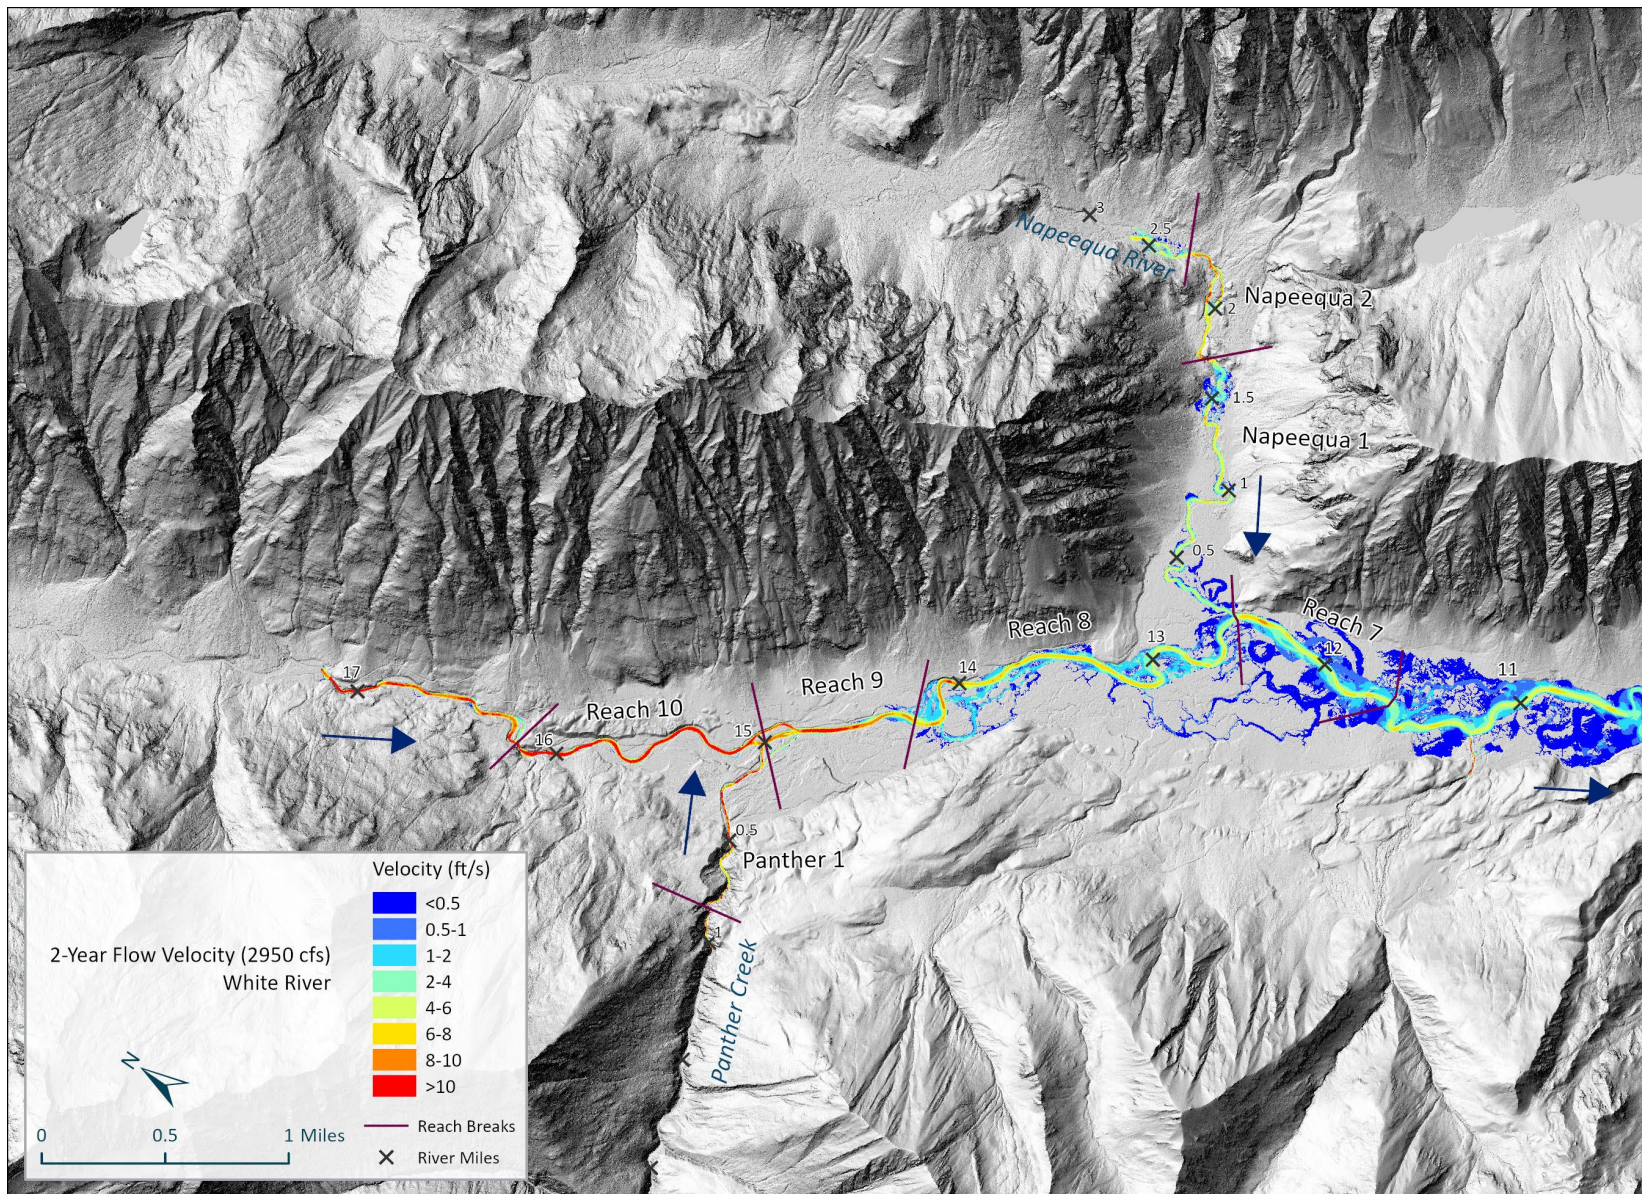 3
2.5
Napeequa River
Napeequa 2
2
1.5
Napeequa 1
1
0.5
Reach 7
Reach 8
13
12
11
14
17
Reach 9
Reach 10
15
16
0.5
Panther 1
1
Panther Creek
Velocity (ft/s)
<0.5
0.5-1
2-Year Flow Velocity (2950 cfs)
White River
1-2
2-4
4-6
6-8
8-10
>10
N
0 0.5 1 Miles
Reach Breaks
River Miles